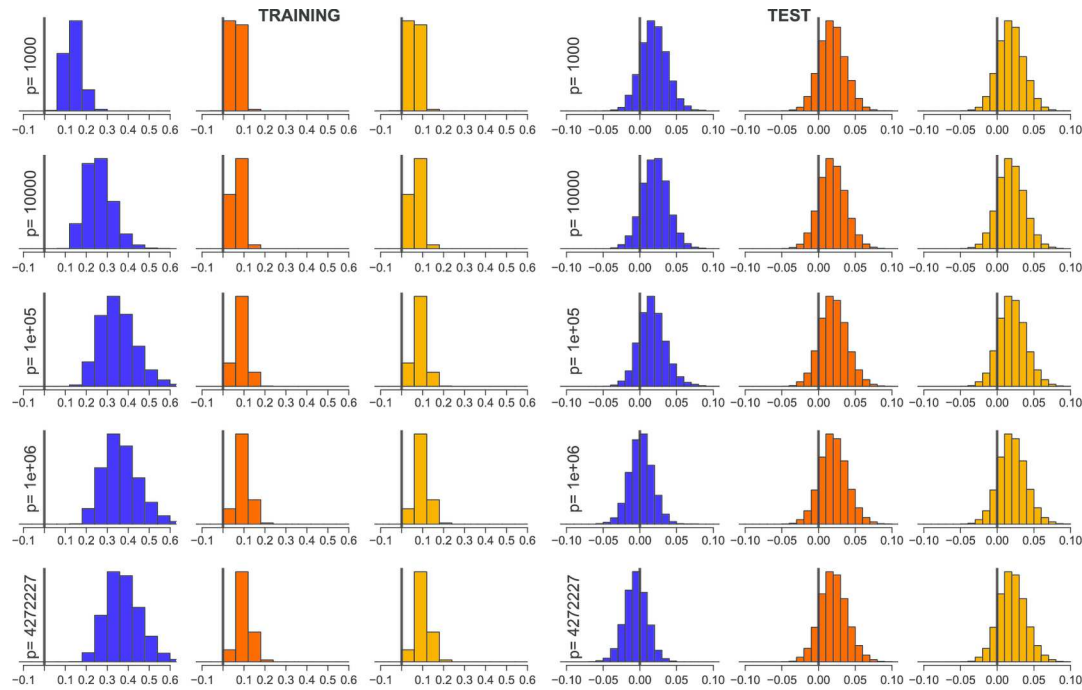 TRAINING TEST
p= 1000 p= 1000
−0.1 0.1 0.2 0.3 0.4 0.5 0.6 −0.1 0.1 0.2 0.3 0.4 0.5 0.6 −0.1 0.1 0.2 0.3 0.4 0.5 0.6 −0.10 −0.05 0.00 0.05 0.10 −0.10 −0.05 0.00 0.05 0.10 −0.10 −0.05 0.00 0.05 0.10
p= 10000 p= 10000
−0.1 0.1 0.2 0.3 0.4 0.5 0.6 −0.1 0.1 0.2 0.3 0.4 0.5 0.6 −0.1 0.1 0.2 0.3 0.4 0.5 0.6 −0.10 −0.05 0.00 0.05 0.10 −0.10 −0.05 0.00 0.05 0.10 −0.10 −0.05 0.00 0.05 0.10
p= 1e+05 p= 1e+05
−0.1 0.1 0.2 0.3 0.4 0.5 0.6 −0.1 0.1 0.2 0.3 0.4 0.5 0.6 −0.1 0.1 0.2 0.3 0.4 0.5 0.6 −0.10 −0.05 0.00 0.05 0.10 −0.10 −0.05 0.00 0.05 0.10 −0.10 −0.05 0.00 0.05 0.10
p= 1e+06 p= 1e+06
−0.1 0.1 0.2 0.3 0.4 0.5 0.6 −0.1 0.1 0.2 0.3 0.4 0.5 0.6 −0.1 0.1 0.2 0.3 0.4 0.5 0.6 −0.10 −0.05 0.00 0.05 0.10 −0.10 −0.05 0.00 0.05 0.10 −0.10 −0.05 0.00 0.05 0.10
p= 4272227 p= 4272227
−0.1 0.1 0.2 0.3 0.4 0.5 0.6 −0.1 0.1 0.2 0.3 0.4 0.5 0.6 −0.1 0.1 0.2 0.3 0.4 0.5 0.6 −0.10 −0.05 0.00 0.05 0.10 −0.10 −0.05 0.00 0.05 0.10 −0.10 −0.05 0.00 0.05 0.10